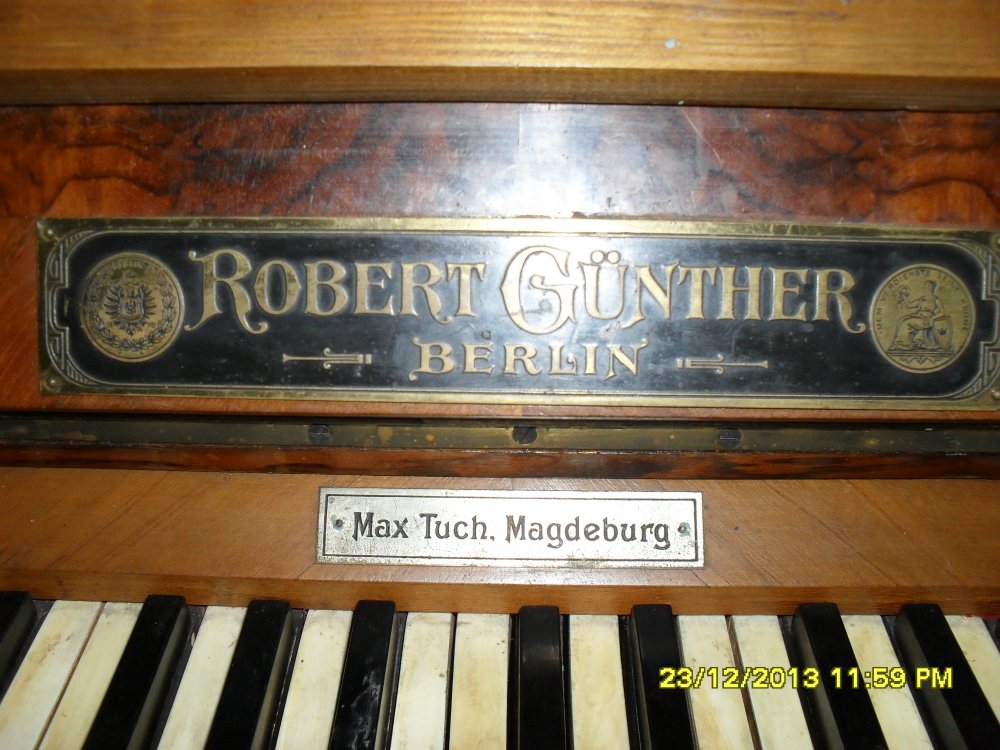 ROBERT GÜNTHER
BERLIN
Max Tuch, Magdeburg
23/12/2013 11:59 PM